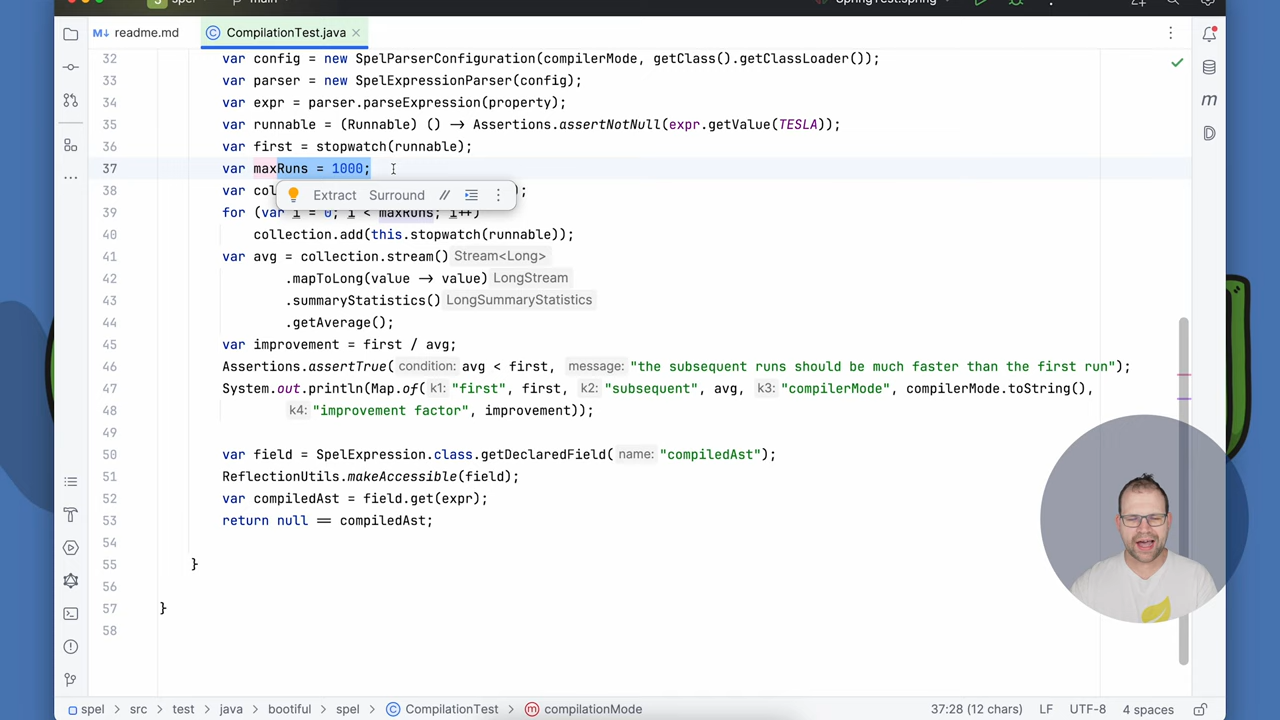 spel
main
SpringTest.spring
readme.md
CompilationTest.java
32 var config = new SpelParserConfiguration(compilerMode, getClass().getClassLoader());
33 var parser = new SpelExpressionParser(config);
34 var expr = parser.parseExpression(property);
35 var runnable = (Runnable) () → Assertions.assertNotNull(expr.getValue(TESLA));
36 var first = stopwatch(runnable);
37 var maxRuns = 1000;
38 var col
Extract Surround //
;
39 for (var i = 0; i < maxRuns; i++)
40 collection.add(this.stopwatch(runnable));
41 var avg = collection.stream() Stream<Long>
42 .mapToLong(value → value) LongStream
43 .summaryStatistics() LongSummaryStatistics
44 .getAverage();
45 var improvement = first / avg;
46 Assertions.assertTrue( condition: avg < first, message: "the subsequent runs should be much faster than the first run");
47 System.out.println(Map.of( k1: "first", first, k2: "subsequent", avg, k3: "compilerMode", compilerMode.toString(),
48 k4: "improvement factor", improvement));
49
50 var field = SpelExpression.class.getDeclaredField( name: "compiledAst");
51 ReflectionUtils.makeAccessible(field);
52 var compiledAst = field.get(expr);
53 return null == compiledAst;
54
55 }
56
57 }
58
spel > src > test > java > bootiful > spel > CompilationTest > compilationMode 37:28 (12 chars) LF UTF-8 4 spaces